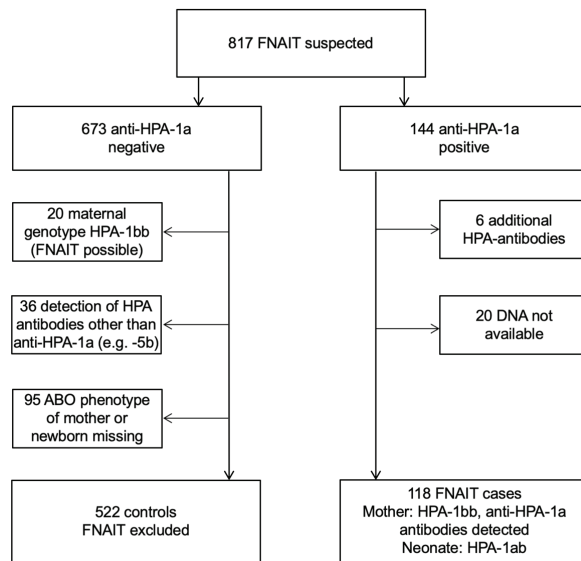 817 FNAIT suspected
673 anti-HPA-1a
negative
144 anti-HPA-1a
positive
20 maternal
genotype HPA-1bb
(FNAIT possible)
6 additional
HPA-antibodies
36 detection of HPA
antibodies other than
anti-HPA-1a (e.g. -5b)
20 DNA not
available
95 ABO phenotype
of mother or
newborn missing
522 controls
FNAIT excluded
118 FNAIT cases
Mother: HPA-1bb, anti-HPA-1a
antibodies detected
Neonate: HPA-1ab